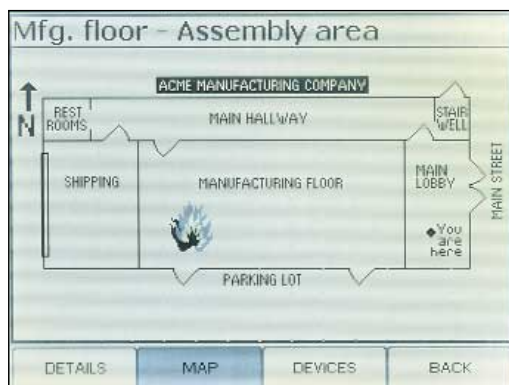 Mfg. floor - Assembly area
ACME MANUFACTURING COMPANY
N
REST
ROOMS
MAIN HALLWAY
STAIR
WELL
SHIPPING
MANUFACTURING FLOOR
MAIN
LOBBY
MAIN STREET
You
are
here
PARKING LOT
DETAILS
MAP
DEVICES
BACK